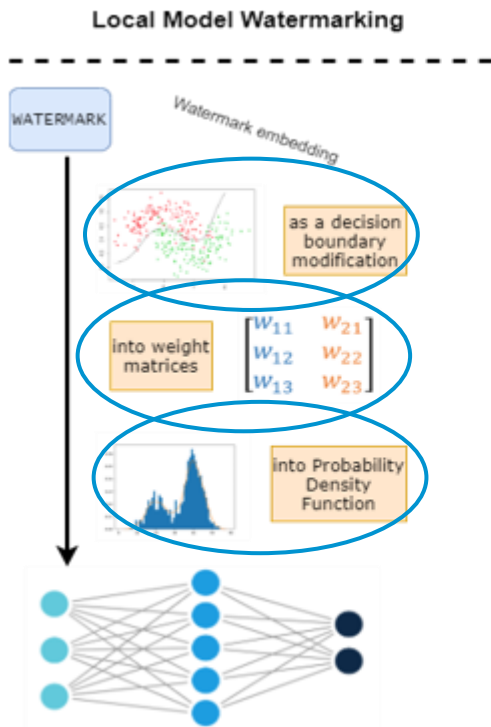 Local Model Watermarking
WATERMARK
Watermark embedding
as a decision
boundary
modification
into weight
matrices
w₁₁ w₂₁
w₁₂ w₂₂
w₁₃ w₂₃
into Probability
Density
Function